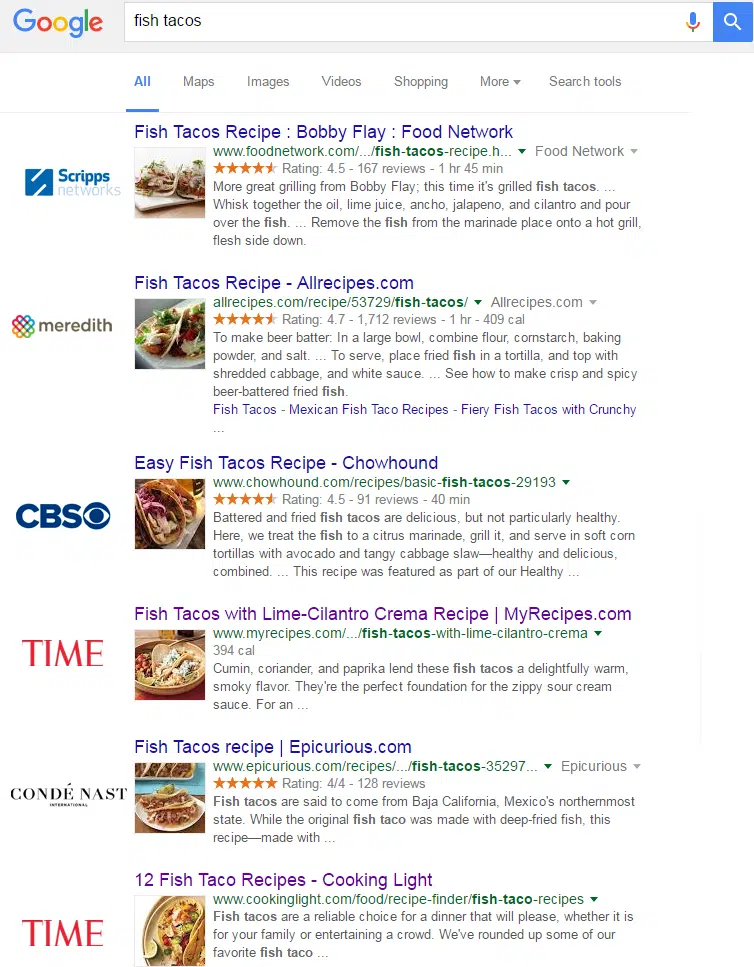 Google
fish tacos
All Maps Images Videos Shopping More Search tools
Fish Tacos Recipe : Bobby Flay : Food Network
www.foodnetwork.com/.../fish-tacos-recipe.h... Food Network
Rating: 4.5 - 167 reviews - 1 hr 45 min
More great grilling from Bobby Flay; this time it's grilled fish tacos. ...
Whisk together the oil, lime juice, ancho, jalapeno, and cilantro and pour
over the fish. ... Remove the fish from the marinade place onto a hot grill,
flesh side down.
Scripps
networks
Fish Tacos Recipe - Allrecipes.com
allrecipes.com/recipe/53729/fish-tacos/ Allrecipes.com
Rating: 4.7 - 1,712 reviews - 1 hr - 409 cal
To make beer batter: In a large bowl, combine flour, cornstarch, baking
powder, and salt. ... To serve, place fried fish in a tortilla, and top with
shredded cabbage, and white sauce. ... See how to make crisp and spicy
beer-battered fried fish.
Fish Tacos - Mexican Fish Taco Recipes - Fiery Fish Tacos with Crunchy
...
meredith
Easy Fish Tacos Recipe - Chowhound
www.chowhound.com/recipes/basic-fish-tacos-29193
Rating: 4.5 - 91 reviews - 40 min
Battered and fried fish tacos are delicious, but not particularly healthy.
Here, we treat the fish to a citrus marinade, grill it, and serve in soft corn
tortillas with avocado and tangy cabbage slaw—healthy and delicious,
combined. ... This recipe was featured as part of our Healthy ...
CBS
Fish Tacos with Lime-Cilantro Crema Recipe | MyRecipes.com
www.myrecipes.com/.../fish-tacos-with-lime-cilantro-crema
394 cal
Cumin, coriander, and paprika lend these fish tacos a delightfully warm,
smoky flavor. They're the perfect foundation for the zippy sour cream
sauce. For an ...
TIME
Fish Tacos recipe | Epicurious.com
www.epicurious.com/recipes/.../fish-tacos-35297... Epicurious
Rating: 4/4 - 128 reviews
Fish tacos are said to come from Baja California, Mexico's northernmost
state. While the original fish taco was made with deep-fried fish, this
recipe—made with ...
CONDÉ NAST
INTERNATIONAL
12 Fish Taco Recipes - Cooking Light
www.cookinglight.com/food/recipe-finder/fish-taco-recipes
Fish tacos are a reliable choice for a dinner that will please, whether it is
for your family or entertaining a crowd. We've rounded up some of our
favorite fish taco ...
TIME